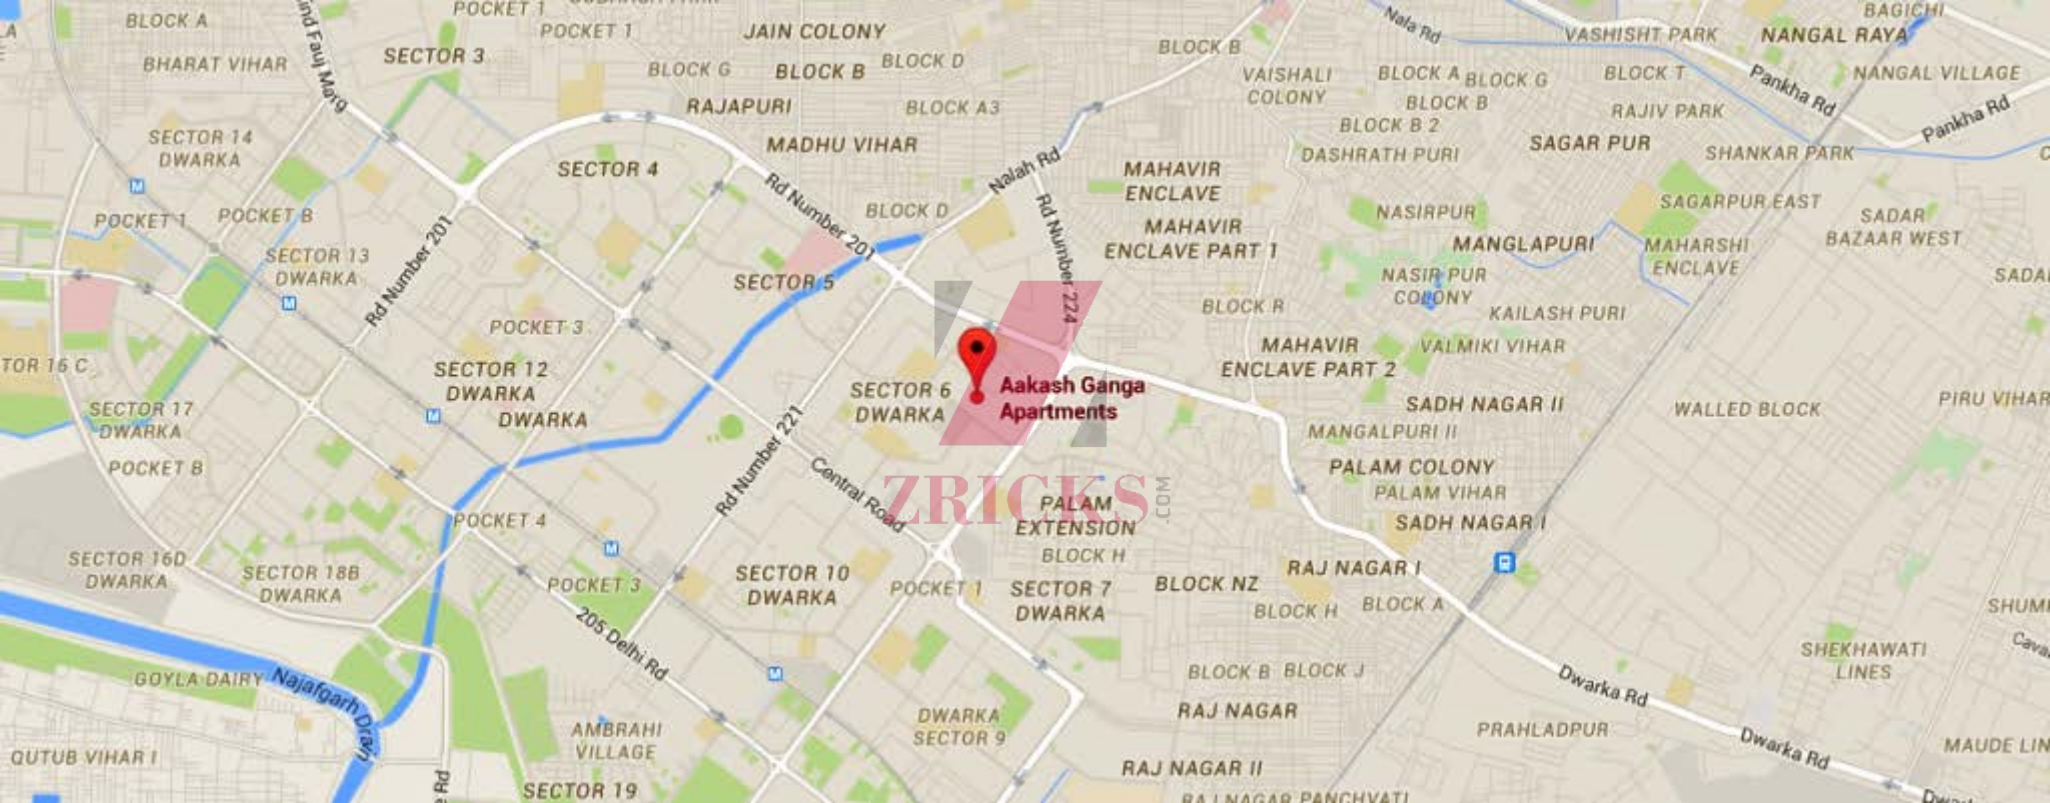 POCKET 1
BLOCK A
POCKET 1
JAIN COLONY
BLOCK B
Nala Rd
VASHISHT PARK
BAGICHI
NANGAL RAYA
Fauj Marg
SECTOR 3
BHARAT VIHAR
BLOCK G
BLOCK B
BLOCK D
VAISHALI
COLONY
BLOCK A
BLOCK G
BLOCK T
Pankha Rd
NANGAL VILLAGE
RAJAPURI
BLOCK A3
BLOCK B
RAJIV PARK
Pankha Rd
SECTOR 14
DWARKA
MADHU VIHAR
BLOCK B 2
SAGAR PUR
SECTOR 4
Nalah Rd
MAHAVIR
ENCLAVE
DASHRATH PURI
SHANKAR PARK
POCKET 1
POCKET B
Rd Number 201
BLOCK D
Rd Number 224
NASIRPUR
SAGARPUR EAST
SADAR
BAZAAR WEST
Rd Number 201
SECTOR 13
DWARKA
MAHAVIR
ENCLAVE PART 1
MANGLAPURI
MAHARSHI
ENCLAVE
SECTOR 5
NASIR PUR
COLONY
POCKET 3
BLOCK R
KAILASH PURI
TOR 16 C
SECTOR 12
DWARKA
DWARKA
SECTOR 6
DWARKA
Aakash Ganga
Apartments
MAHAVIR
ENCLAVE PART 2
VALMIKI VIHAR
SECTOR 17
DWARKA
SADH NAGAR II
WALLED BLOCK
PIRU VIHAR
Rd Number 221
MANGALPURI II
POCKET B
Central Road
PALAM COLONY
PALAM VIHAR
ZRICKS
.COM
PALAM
EXTENSION
POCKET 4
SADH NAGAR I
SECTOR 16D
DWARKA
SECTOR 18B
DWARKA
POCKET 3
SECTOR 10
DWARKA
POCKET 1
BLOCK H
SECTOR 7
DWARKA
BLOCK NZ
RAJ NAGAR I
BLOCK H
BLOCK A
205 Delhi Rd
GOYLA DAIRY
Najafgarh Drain
BLOCK B
BLOCK J
Dwarka Rd
SHEKHAWATI
LINES
AMBRAHI
VILLAGE
DWARKA
SECTOR 9
RAJ NAGAR
PRAHLADPUR
Dwarka Rd
QUTUB VIHAR I
RAJ NAGAR II
SECTOR 19
RAJ NAGAR PANCHVATI